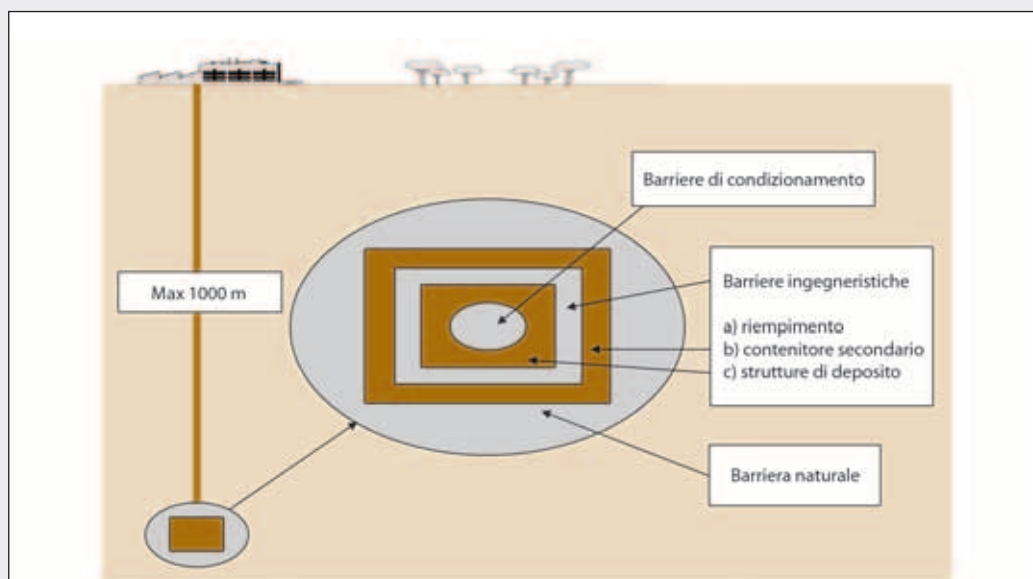 Barriere di condizionamento
Max 1000 m
Barriere ingegneristiche
a) riempimento
b) contenitore secondario
c) strutture di deposito
Barriera naturale